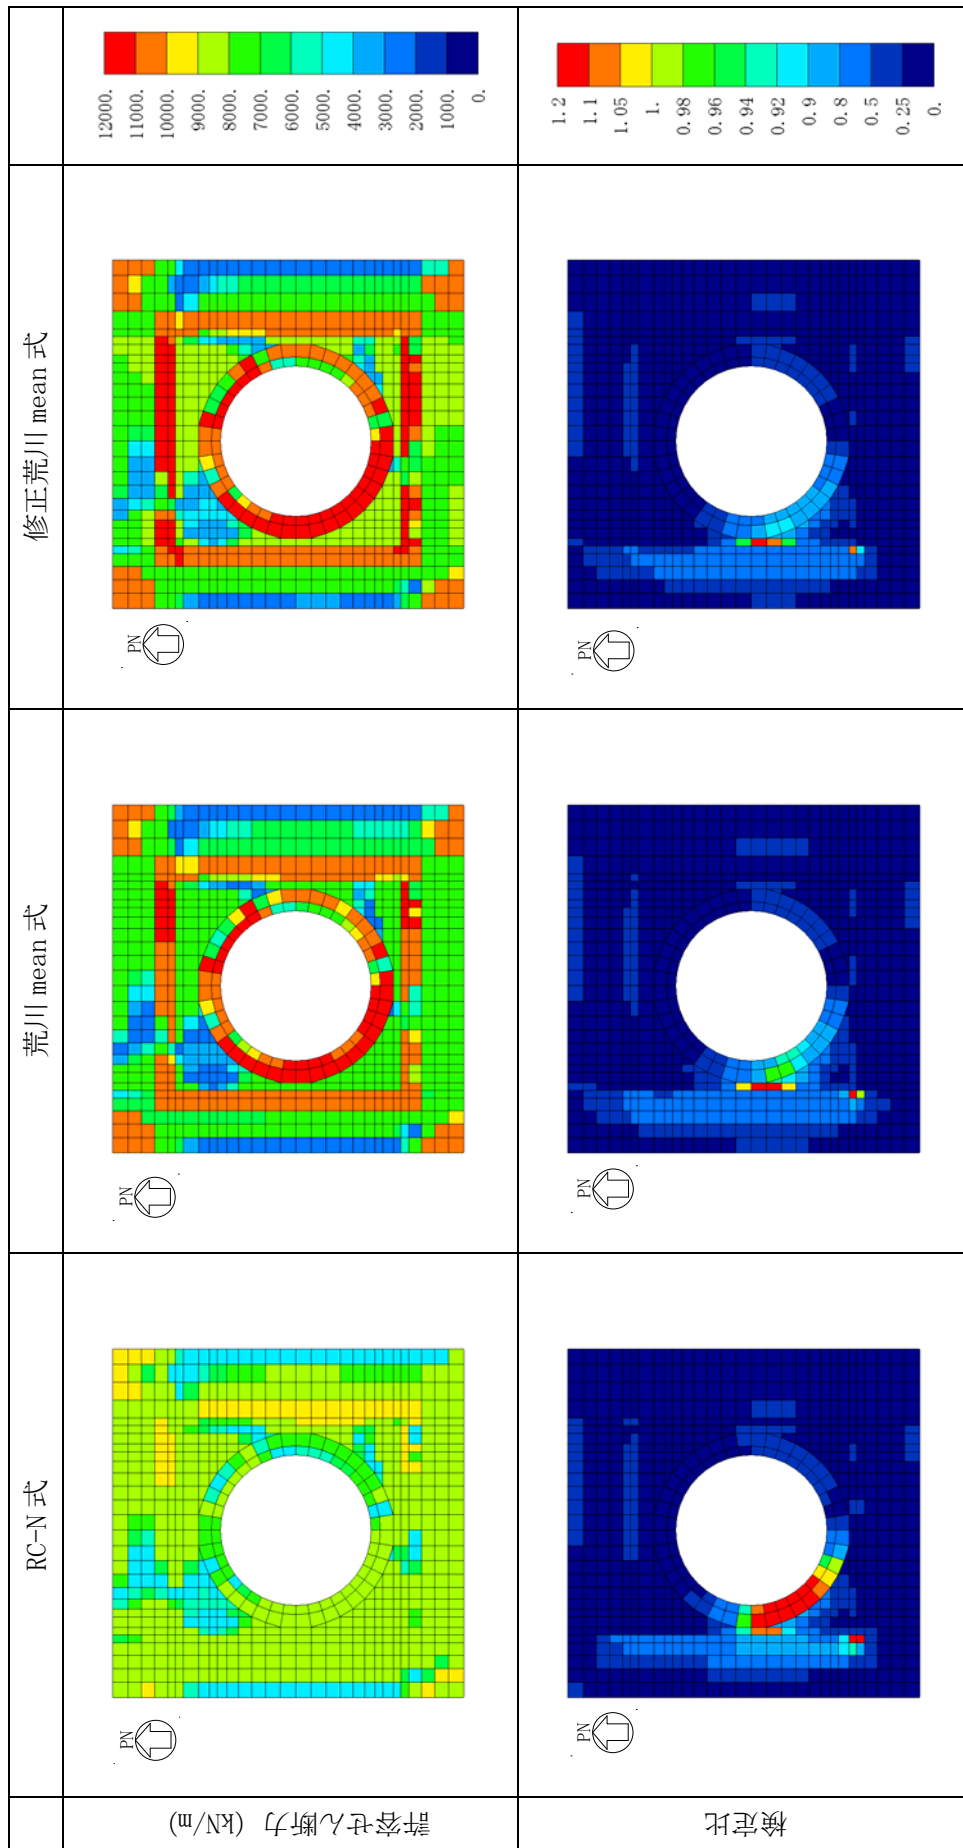 RC-N 式
荒川 mean 式
修正荒川 mean 式
許容せん断力 (kN/m)
PN
PN
PN
12000.
11000.
10000.
9000.
8000.
7000.
6000.
5000.
4000.
3000.
2000.
1000.
0.
検定比
PN
PN
PN
1.2
1.1
1.05
1.
0.98
0.96
0.94
0.92
0.9
0.8
0.5
0.25
0.